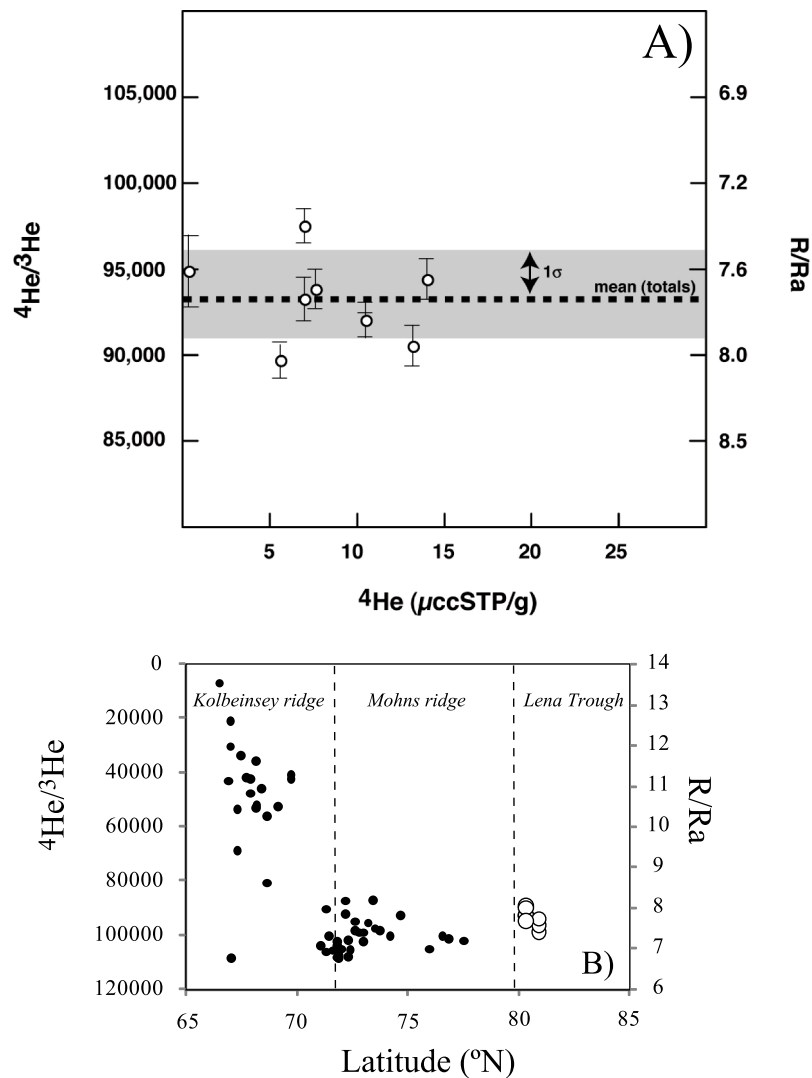 A)
105,000
100,000
95,000
90,000
85,000
⁴He/³He
6.9
7.2
7.6
8.0
8.5
R/Ra
1σ
mean (totals)
5 10 15 20 25
⁴He (μccSTP/g)
0
20000
40000
60000
80000
100000
120000
⁴He/³He
Kolbeinsey ridge Mohns ridge Lena Trough
14
13
12
11
10
9
8
7
6
R/Ra
B)
65 70 75 80 85
Latitude (ºN)